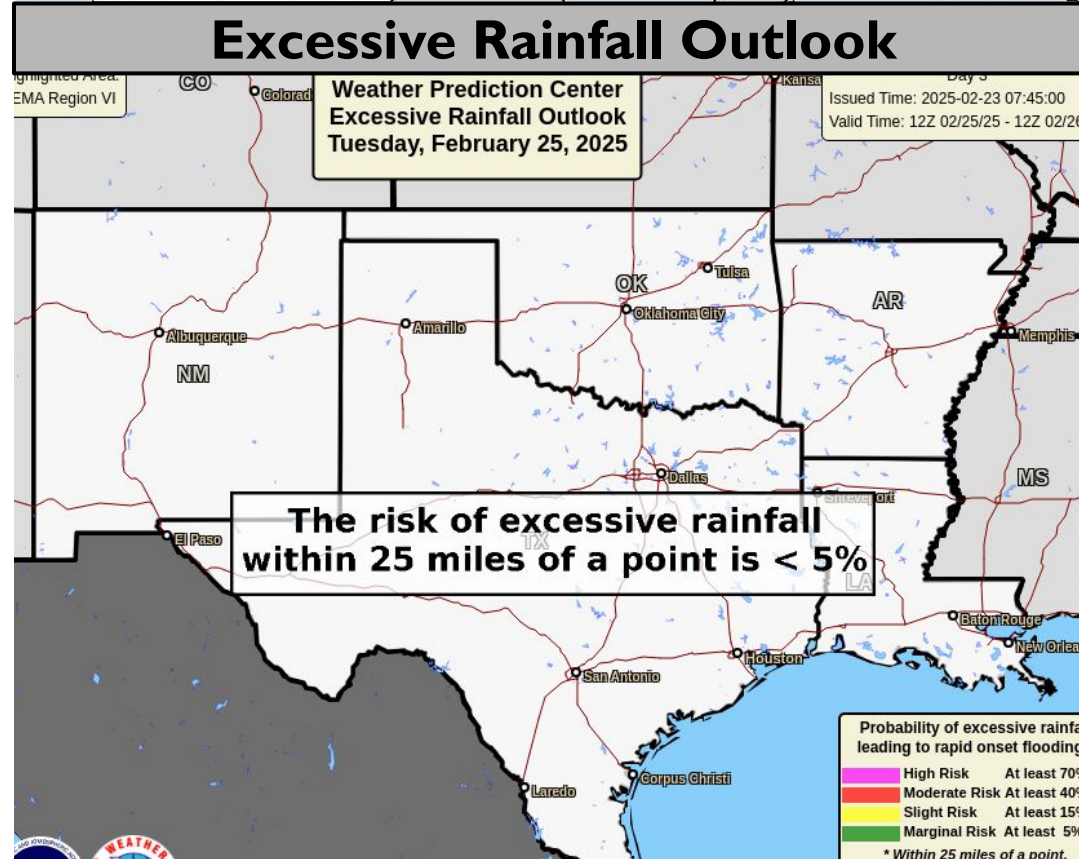 Excessive Rainfall Outlook
Area:
EMA Region VI
Weather Prediction Center
Excessive Rainfall Outlook
Tuesday, February 25, 2025
Day 3
Issued Time: 2025-02-23 07:45:00
Valid Time: 12Z 02/25/25 - 12Z 02/26
CO
Colorad
Kansa
Tulsa
OK
AR
Oklahoma City
Amarillo
Albuquerque
Memphis
NM
Dallas
MS
Shreveport
The risk of excessive rainfall
within 25 miles of a point is < 5%
El Paso
TX
LA
Baton Rouge
New Orlea
Houston
San Antonio
Corpus Christi
Laredo
Probability of excessive rainfa
leading to rapid onset flooding
High Risk At least 70%
Moderate Risk At least 40%
Slight Risk At least 15%
Marginal Risk At least 5%
* Within 25 miles of a point.
WEATHER